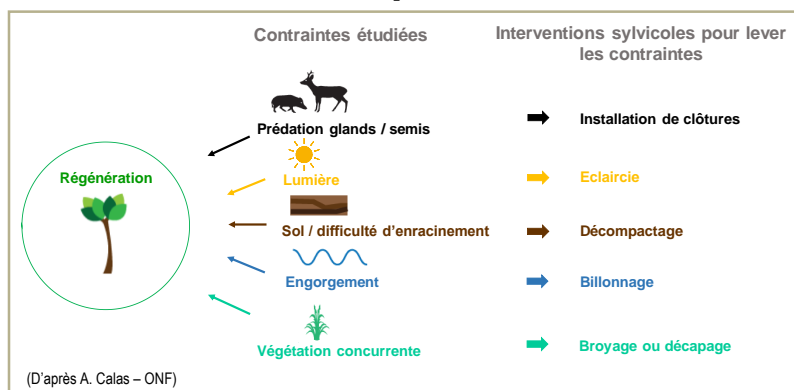 Contraintes étudiées
Interventions sylvicoles pour lever
les contraintes
Prédation glands / semis
Installation de clôtures
Régénération
Lumière
Eclaircie
Sol / difficulté d'enracinement
Décompactage
Engorgement
Billonnage
Végétation concurrente
Broyage ou décapage
(D'après A. Calas – ONF)